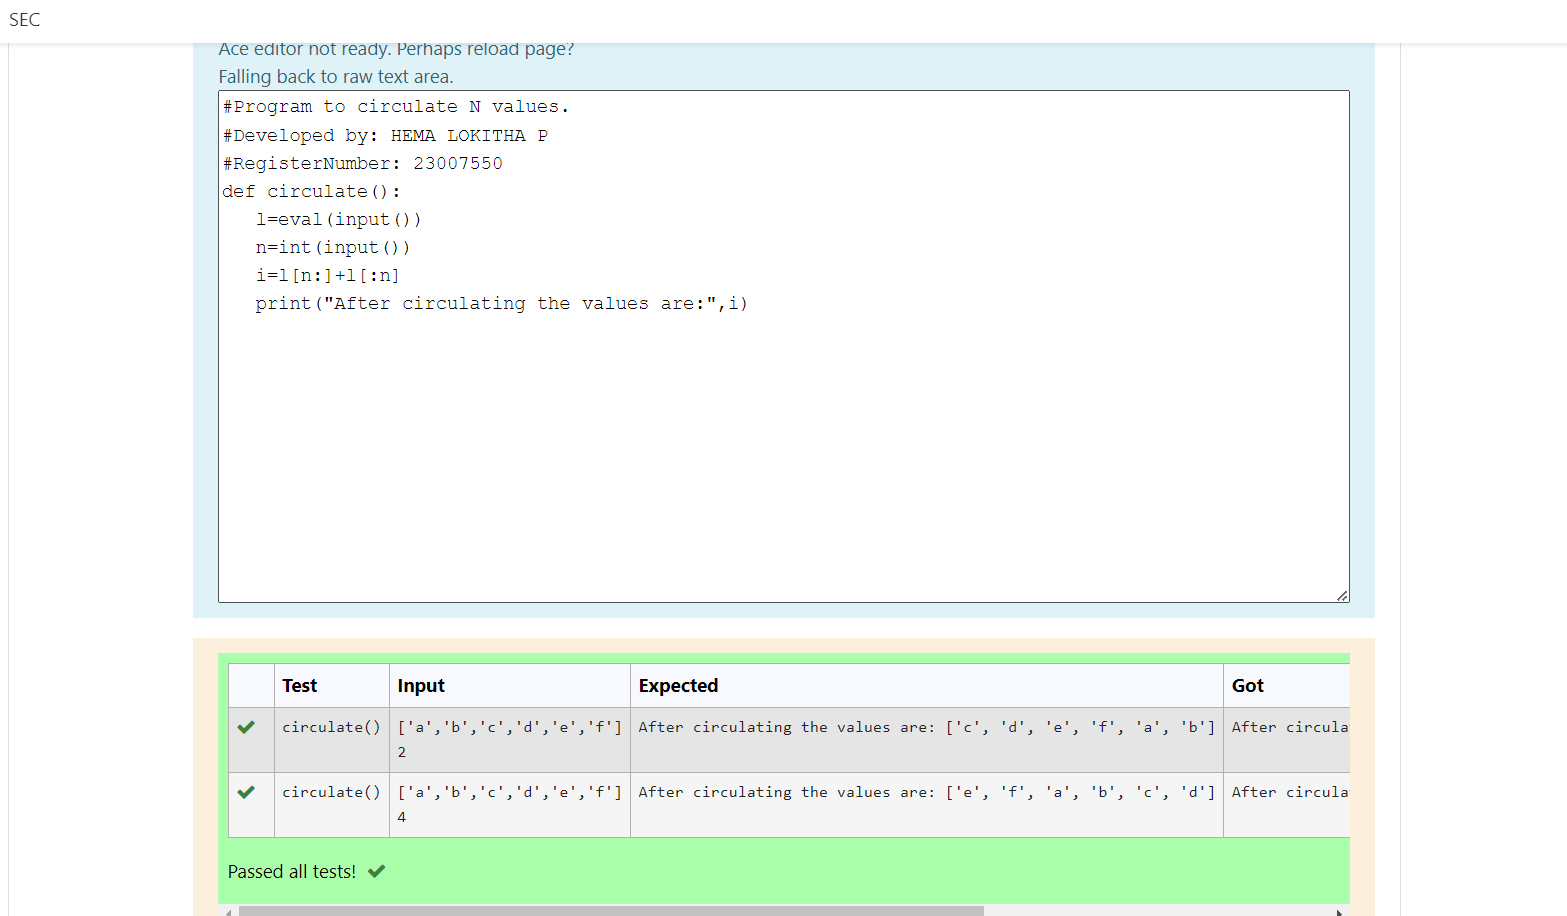 SEC
Ace editor not ready. Perhaps reload page?
Falling back to raw text area.
#Program to circulate N values.
#Developed by: HEMA LOKITHA P
#RegisterNumber: 23007550
def circulate():
   l=eval(input())
   n=int(input())
   i=l[n:]+l[:n]
   print("After circulating the values are:",i)
Test Input Expected Got
circulate() ['a','b','c','d','e','f'] After circulating the values are: ['c', 'd', 'e', 'f', 'a', 'b'] After circula
2
circulate() ['a','b','c','d','e','f'] After circulating the values are: ['e', 'f', 'a', 'b', 'c', 'd'] After circula
4
Passed all tests!